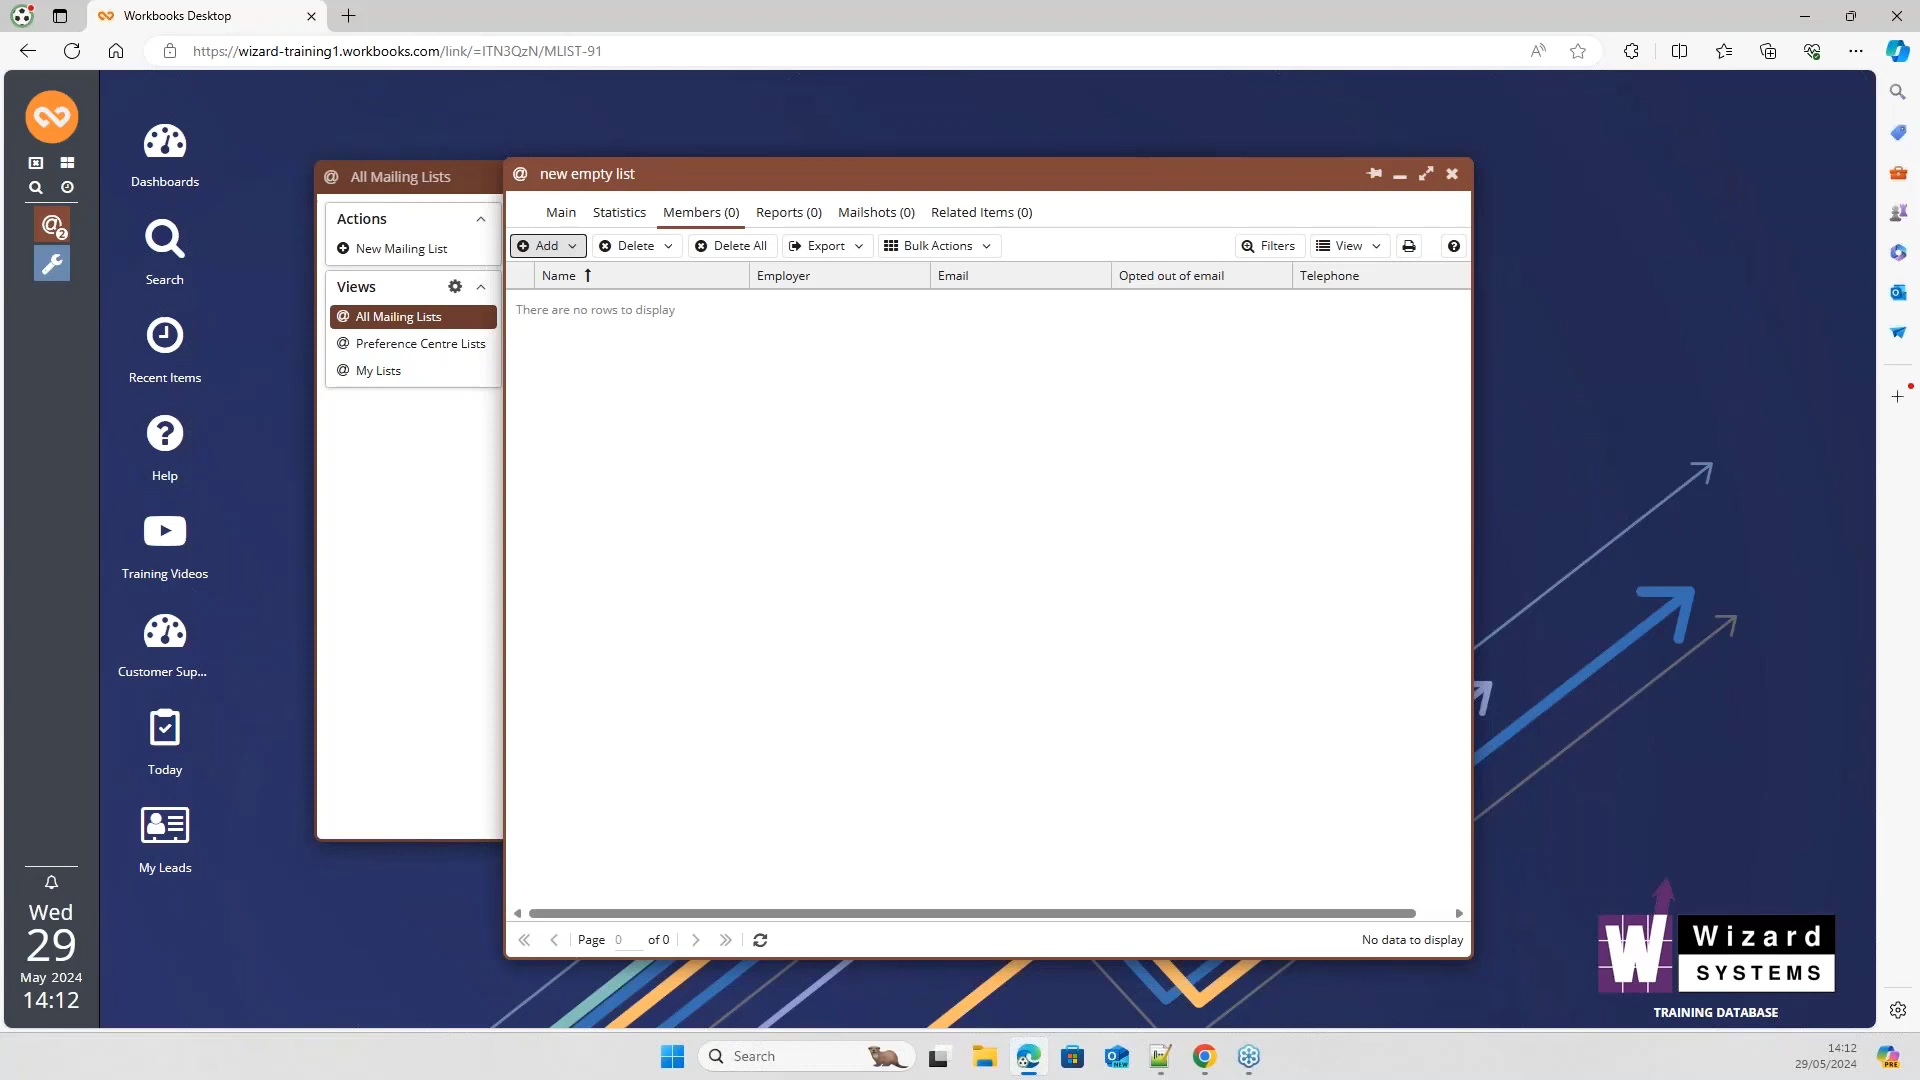 Workbooks Desktop
https://wizard-training1.workbooks.com/link/=ITN3QzN/MLIST-91
Dashboards
Search
Recent Items
Help
Training Videos
Customer Sup...
Today
My Leads
@ 2
Wed
29
May 2024
14:12
@ All Mailing Lists
Actions
New Mailing List
Views
@ All Mailing Lists
@ Preference Centre Lists
@ My Lists
@ new empty list
Main Statistics Members (0) Reports (0) Mailshots (0) Related Items (0)
Add Delete Delete All Export Bulk Actions Filters View
Name Employer Email Opted out of email Telephone
There are no rows to display
Page 0 of 0 No data to display
W Wizard
SYSTEMS
TRAINING DATABASE
Search
NEW
14:12
29/05/2024
PRE